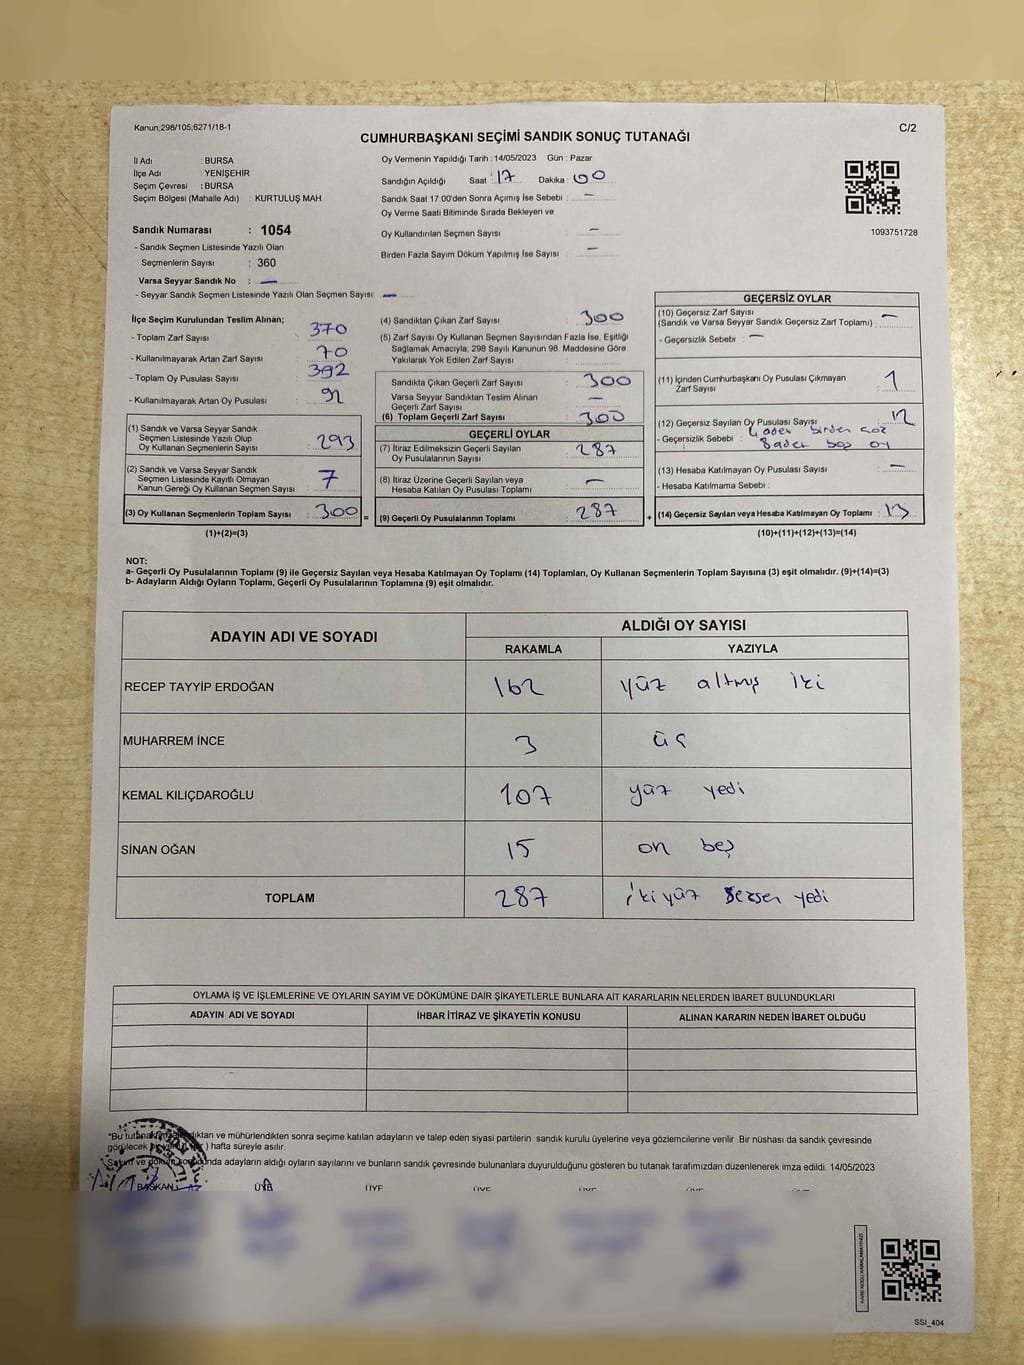 Kanun;298/105;6271/18-1
C/2
CUMHURBAŞKANI SEÇİMİ SANDIK SONUÇ TUTANAĞI
İl Adı : BURSA
İlçe Adı : YENİŞEHİR
Seçim Çevresi : BURSA
Seçim Bölgesi (Mahalle Adı) : KURTULUŞ MAH.
Oy Vermenin Yapıldığı Tarih : 14/05/2023 Gün : Pazar
Sandığın Açıldığı Saat : 17 Dakika : 00
Sandık Saat 17.00'den Sonra Açımış İse Sebebi : –
Oy Verme Saati Bitiminde Sırada Bekleyen ve
Oy Kullandırılan Seçmen Sayısı –
Birden Fazla Sayım Döküm Yapılmış İse Sayısı –
1093751728
Sandık Numarası : 1054
- Sandık Seçmen Listesinde Yazılı Olan
Seçmenlerin Sayısı : 360
Varsa Seyyar Sandık No : –
- Seyyar Sandık Seçmen Listesinde Yazılı Olan Seçmen Sayısı: –
İlçe Seçim Kurulundan Teslim Alınan;
- Toplam Zarf Sayısı : 370
- Kullanılmayarak Artan Zarf Sayısı : 70
- Toplam Oy Pusulası Sayısı : 392
- Kullanılmayarak Artan Oy Pusulası : 92
(1) Sandık ve Varsa Seyyar Sandık
Seçmen Listesinde Yazılı Olup
Oy Kullanan Seçmenlerin Sayısı : 293
(2) Sandık ve Varsa Seyyar Sandık
Seçmen Listesinde Kayıtlı Olmayan
Kanun Gereği Oy Kullanan Seçmen Sayısı : 7
(3) Oy Kullanan Seçmenlerin Toplam Sayısı : 300 =
(1)+(2)=(3)
(4) Sandıktan Çıkan Zarf Sayısı : 300
(5) Zarf Sayısı Oy Kullanan Seçmen Sayısından Fazla İse, Eşitliği
Sağlamak Amacıyla, 298 Sayılı Kanunun 98. Maddesine Göre
Yakılarak Yok Edilen Zarf Sayısı
Sandıkta Çıkan Geçerli Zarf Sayısı : 300
Varsa Seyyar Sandıktan Teslim Alınan
Geçerli Zarf Sayısı –
(6) Toplam Geçerli Zarf Sayısı : 300
GEÇERLİ OYLAR
(7) İtiraz Edilmeksizin Geçerli Sayılan
Oy Pusulalarının Sayısı : 287
(8) İtiraz Üzerine Geçerli Sayılan veya
Hesaba Katılan Oy Pusulası Toplamı –
(9) Geçerli Oy Pusulalarının Toplamı : 287 +
GEÇERSİZ OYLAR
(10) Geçersiz Zarf Sayısı
(Sandık ve Varsa Seyyar Sandık Geçersiz Zarf Toplamı) : –
- Geçersizlik Sebebi : –
(11) İçinden Cumhurbaşkanı Oy Pusulası Çıkmayan
Zarf Sayısı : 1
(12) Geçersiz Sayılan Oy Pusulası Sayısı : 12
- Geçersizlik Sebebi : 4 adet birden çok
8 adet boş oy
(13) Hesaba Katılmayan Oy Pusulası Sayısı : –
- Hesaba Katılmama Sebebi :
(14) Geçersiz Sayılan veya Hesaba Katılmayan Oy Toplamı : 13
(10)+(11)+(12)+(13)=(14)
NOT:
a- Geçerli Oy Pusulalarının Toplamı (9) ile Geçersiz Sayılan veya Hesaba Katılmayan Oy Toplamı (14) Toplamları, Oy Kullanan Seçmenlerin Toplam Sayısına (3) eşit olmalıdır. (9)+(14)=(3)
b- Adayların Aldığı Oyların Toplamı, Geçerli Oy Pusulalarının Toplamına (9) eşit olmalıdır.
ADAYIN ADI VE SOYADI
ALDIĞI OY SAYISI
RAKAMLA YAZIYLA
RECEP TAYYİP ERDOĞAN 162 yüz altmış iki
MUHARREM İNCE 3 üç
KEMAL KILIÇDAROĞLU 107 yüz yedi
SİNAN OĞAN 15 on beş
TOPLAM 287 iki yüz seksen yedi
OYLAMA İŞ VE İŞLEMLERİNE VE OYLARIN SAYIM VE DÖKÜMÜNE DAİR ŞİKAYETLERLE BUNLARA AİT KARARLARIN NELERDEN İBARET BULUNDUKLARI
ADAYIN ADI VE SOYADI İHBAR İTİRAZ VE ŞİKAYETİN KONUSU ALINAN KARARIN NEDEN İBARET OLDUĞU
"Bu tutanak ve mühürlendikten sonra seçime katılan adayların ve talep eden siyasi partilerin sandık kurulu üyelerine veya gözlemcilerine verilir. Bir nüshası da sandık çevresinde
görülecek ) hafta süreyle asılır.
Sayım ve döküm sonucunda adayların aldığı oyların sayılarını ve bunların sandık çevresinde bulunanlara duyurulduğunu gösteren bu tutanak tarafımızdan düzenlenerek imza edildi. 14/05/2023
BAŞKAN ÜYE ÜYE ÜYE ÜYE
SSİ_404